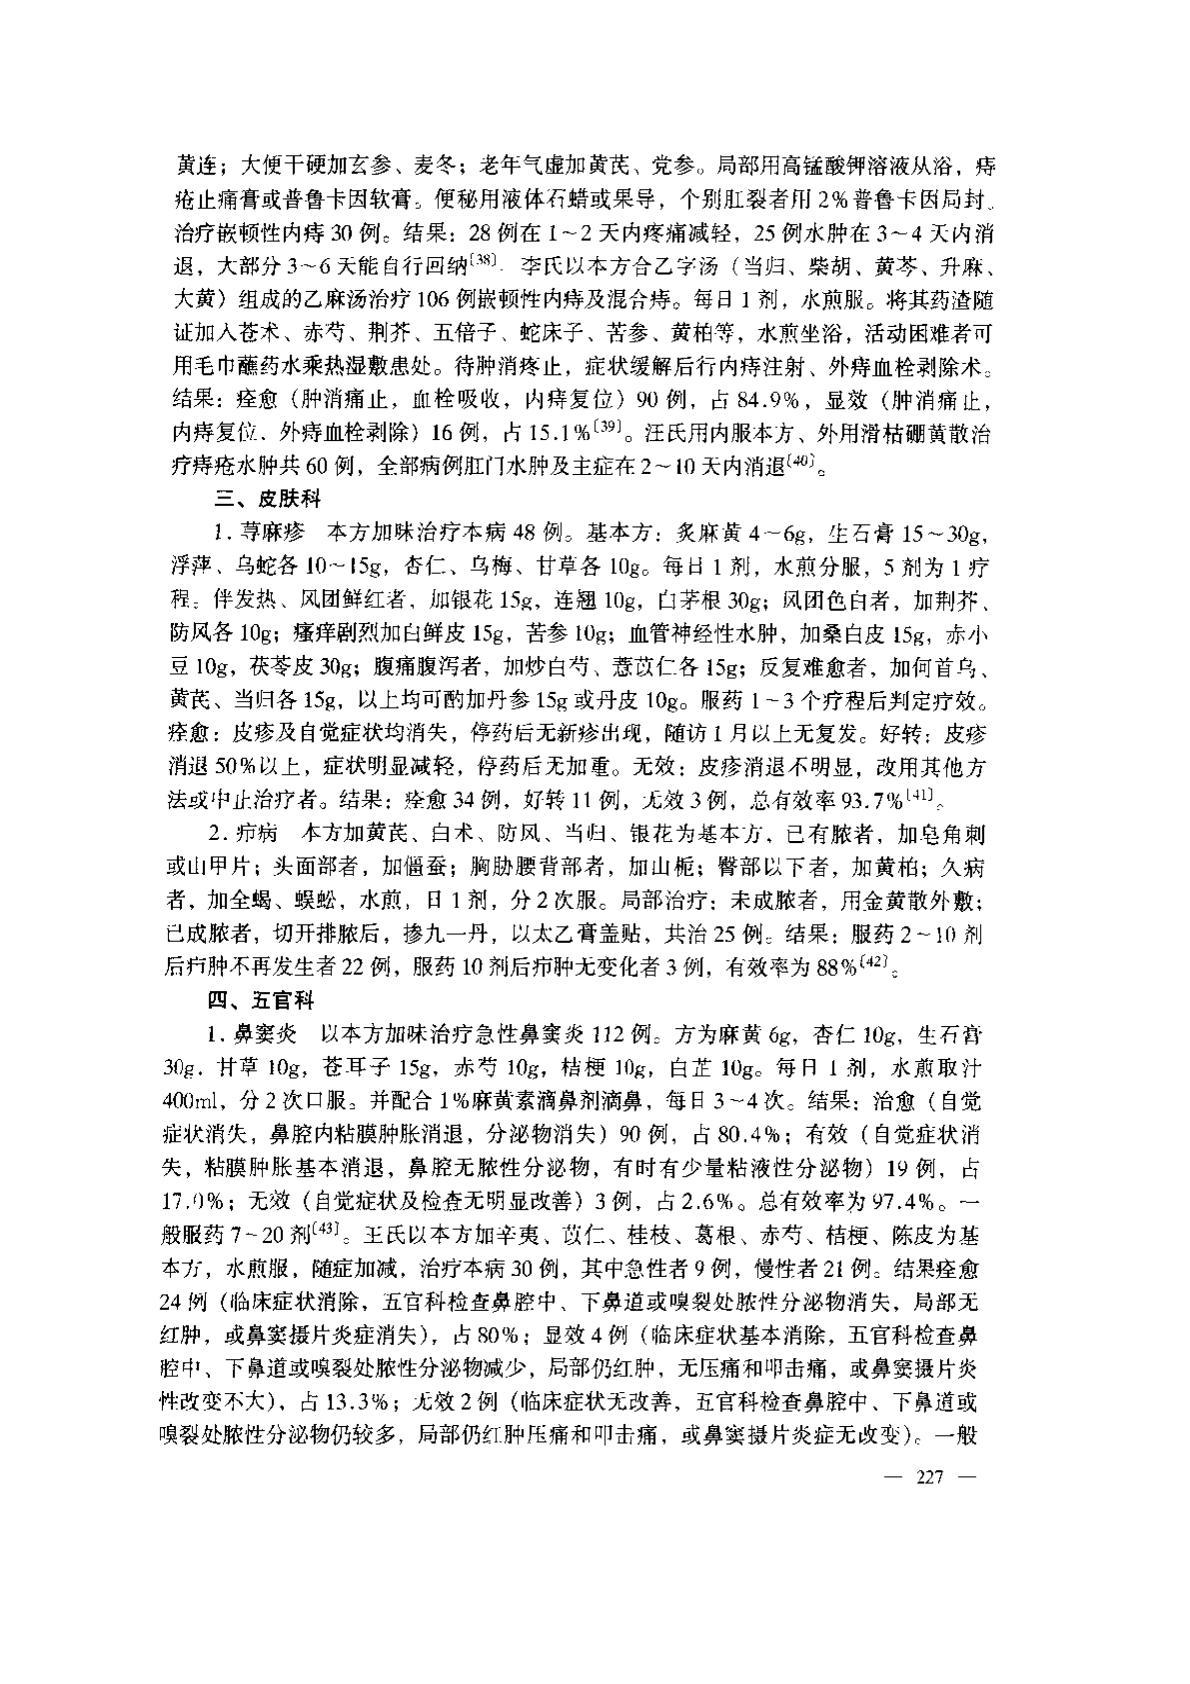 黄连；大便干硬加玄参、麦冬；老年气虚加黄芪、党参。局部用高锰酸钾溶液从浴，痔
疮止痛膏或普鲁卡因软膏。便秘用液体石蜡或果导，个别肛裂者用2%普鲁卡因局封。
治疗嵌顿性内痔30例。结果：28例在1～2天内疼痛减轻，25例水肿在3～4天内消
退，大部分3～6天能自行回纳〔38〕．李氏以本方合乙字汤（当归、柴胡、黄芩、升麻、
大黄）组成的乙麻汤治疗106例嵌顿性内痔及混合痔。每日1剂，水煎服。将其药渣随
证加入苍术、赤芍、荆芥、五倍子、蛇床子、苦参、黄柏等，水煎坐浴，活动困难者可
用毛巾蘸药水乘热湿敷患处。待肿消疼止，症状缓解后行内痔注射、外痔血栓剥除术。
结果：痊愈（肿消痛止，血栓吸收，内痔复位）90例，占84.9%，显效（肿消痛止，
内痔复位．外痔血栓剥除）16例，占15.1%〔39〕。汪氏用内服本方、外用滑枯硼黄散治
疗痔疮水肿共60例，全部病例肛门水肿及主症在2～10天内消退〔40〕。
三、皮肤科
1. 荨麻疹　本方加味治疗本病48例。基本方：炙麻黄4～6g，生石膏15～30g，
浮萍、乌蛇各10～15g，杏仁、乌梅、甘草各10g。每日1剂，水煎分服，5剂为1疗
程。伴发热、风团鲜红者，加银花15g，连翘10g，白茅根30g；风团色白者，加荆芥、
防风各10g；瘙痒剧烈加白鲜皮15g，苦参10g；血管神经性水肿，加桑白皮15g，赤小
豆10g，茯苓皮30g；腹痛腹泻者，加炒白芍、薏苡仁各15g；反复难愈者，加何首乌、
黄芪、当归各15g，以上均可酌加丹参15g或丹皮10g。服药1～3个疗程后判定疗效。
痊愈：皮疹及自觉症状均消失，停药后无新疹出现，随访1月以上无复发。好转：皮疹
消退50%以上，症状明显减轻，停药后无加重。无效：皮疹消退不明显，改用其他方
法或中止治疗者。结果：痊愈34例，好转11例，无效3例，总有效率93.7%〔41〕。
2. 疖病　本方加黄芪、白术、防风、当归、银花为基本方，已有脓者，加皂角刺
或山甲片；头面部者，加僵蚕；胸胁腰背部者，加山栀；臀部以下者，加黄柏；久病
者，加全蝎、蜈蚣，水煎，日1剂，分2次服。局部治疗：未成脓者，用金黄散外敷；
已成脓者，切开排脓后，掺九一丹，以太乙膏盖贴，共治25例。结果：服药2～10剂
后疖肿不再发生者22例，服药10剂后疖肿无变化者3例，有效率为88%〔42〕。
四、五官科
1. 鼻窦炎　以本方加味治疗急性鼻窦炎112例。方为麻黄6g，杏仁10g，生石膏
30g．甘草10g，苍耳子15g，赤芍10g，桔梗10g，白芷10g。每日1剂，水煎取汁
400ml，分2次口服。并配合1%麻黄素滴鼻剂滴鼻，每日3～4次。结果：治愈（自觉
症状消失，鼻腔内粘膜肿胀消退，分泌物消失）90例，占80.4%；有效（自觉症状消
失，粘膜肿胀基本消退，鼻腔无脓性分泌物，有时有少量粘液性分泌物）19例，占
17.0%；无效（自觉症状及检查无明显改善）3例，占2.6%。总有效率为97.4%。一
般服药7～20剂〔43〕。王氏以本方加辛夷、苡仁、桂枝、葛根、赤芍、桔梗、陈皮为基
本方，水煎服，随症加减，治疗本病30例，其中急性者9例，慢性者21例。结果痊愈
24例（临床症状消除，五官科检查鼻腔中、下鼻道或嗅裂处脓性分泌物消失，局部无
红肿，或鼻窦摄片炎症消失），占80%；显效4例（临床症状基本消除，五官科检查鼻
腔中、下鼻道或嗅裂处脓性分泌物减少，局部仍红肿，无压痛和叩击痛，或鼻窦摄片炎
性改变不大），占13.3%；无效2例（临床症状无改善，五官科检查鼻腔中、下鼻道或
嗅裂处脓性分泌物仍较多，局部仍红肿压痛和叩击痛，或鼻窦摄片炎症无改变）。一般
— 227 —